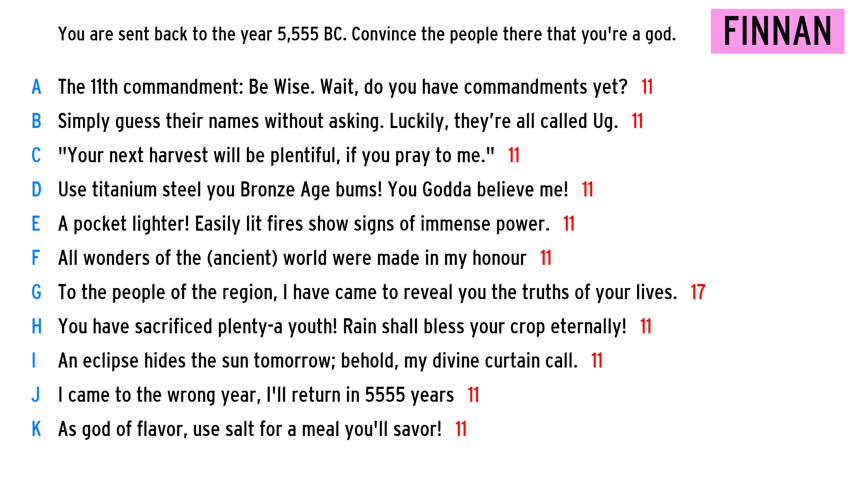 You are sent back to the year 5,555 BC. Convince the people there that you're a god.
FINNAN
A The 11th commandment: Be Wise. Wait, do you have commandments yet? 11
B Simply guess their names without asking. Luckily, they’re all called Ug. 11
C "Your next harvest will be plentiful, if you pray to me." 11
D Use titanium steel you Bronze Age bums! You Godda believe me! 11
E A pocket lighter! Easily lit fires show signs of immense power. 11
F All wonders of the (ancient) world were made in my honour 11
G To the people of the region, I have came to reveal you the truths of your lives. 17
H You have sacrificed plenty-a youth! Rain shall bless your crop eternally! 11
I An eclipse hides the sun tomorrow; behold, my divine curtain call. 11
J I came to the wrong year, I'll return in 5555 years 11
K As god of flavor, use salt for a meal you'll savor! 11